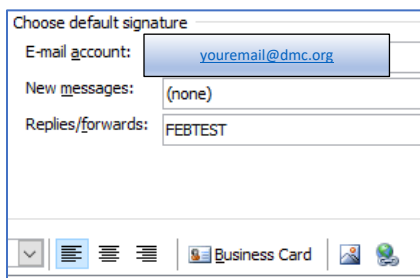 Choose default signature
E-mail account: youremail@dmc.org
New messages: (none)
Replies/forwards: FEBTEST
Business Card